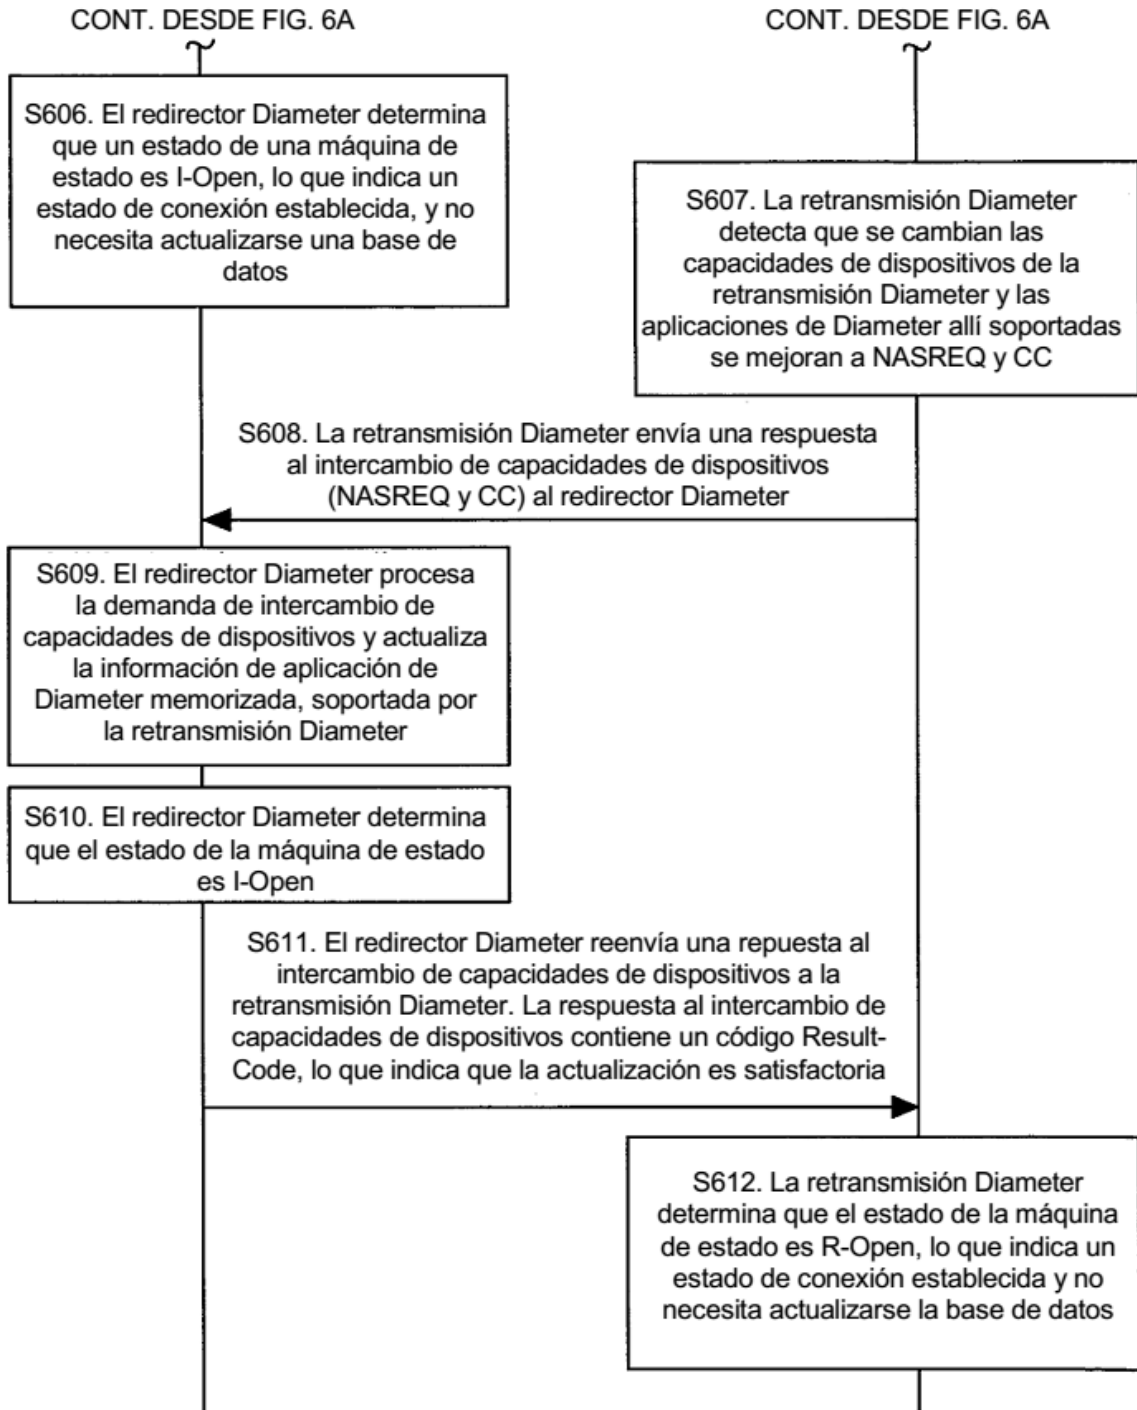 CONT. DESDE FIG. 6A
CONT. DESDE FIG. 6A
S606. El redirector Diameter determina
que un estado de una máquina de
estado es I-Open, lo que indica un
estado de conexión establecida, y no
necesita actualizarse una base de
datos
S607. La retransmisión Diameter
detecta que se cambian las
capacidades de dispositivos de la
retransmisión Diameter y las
aplicaciones de Diameter allí soportadas
se mejoran a NASREQ y CC
S608. La retransmisión Diameter envía una respuesta
al intercambio de capacidades de dispositivos
(NASREQ y CC) al redirector Diameter
S609. El redirector Diameter procesa
la demanda de intercambio de
capacidades de dispositivos y actualiza
la información de aplicación de
Diameter memorizada, soportada por
la retransmisión Diameter
S610. El redirector Diameter determina
que el estado de la máquina de estado
es I-Open
S611. El redirector Diameter reenvía una repuesta al
intercambio de capacidades de dispositivos a la
retransmisión Diameter. La respuesta al intercambio de
capacidades de dispositivos contiene un código Result-
Code, lo que indica que la actualización es satisfactoria
S612. La retransmisión Diameter
determina que el estado de la máquina
de estado es R-Open, lo que indica un
estado de conexión establecida y no
necesita actualizarse la base de datos